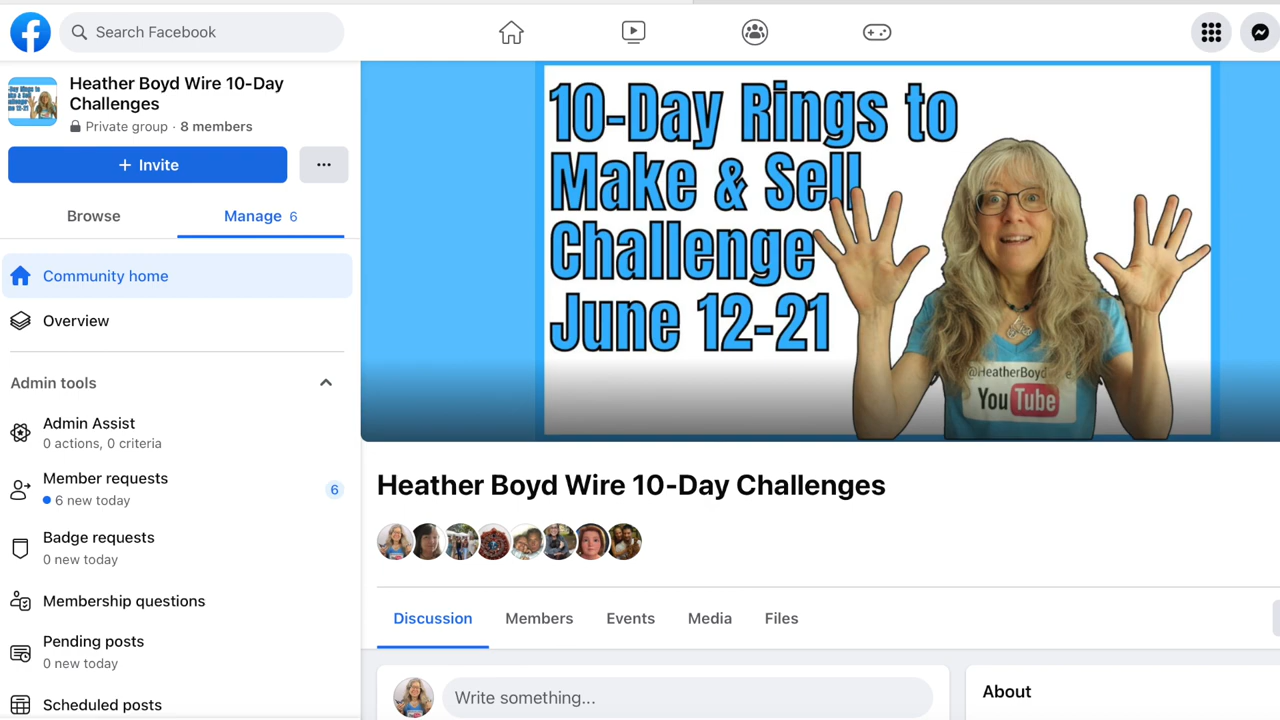 Search Facebook
Heather Boyd Wire 10-Day
Challenges
Private group · 8 members
+ Invite
Browse
Manage 6
Community home
Overview
Admin tools
Admin Assist
0 actions, 0 criteria
Member requests
6 new today
6
Badge requests
0 new today
Membership questions
Pending posts
0 new today
Scheduled posts
10-Day Rings to
Make & Sell
Challenge
June 12-21
@HeatherBoyd
YouTube
Heather Boyd Wire 10-Day Challenges
Discussion
Members
Events
Media
Files
Write something...
About